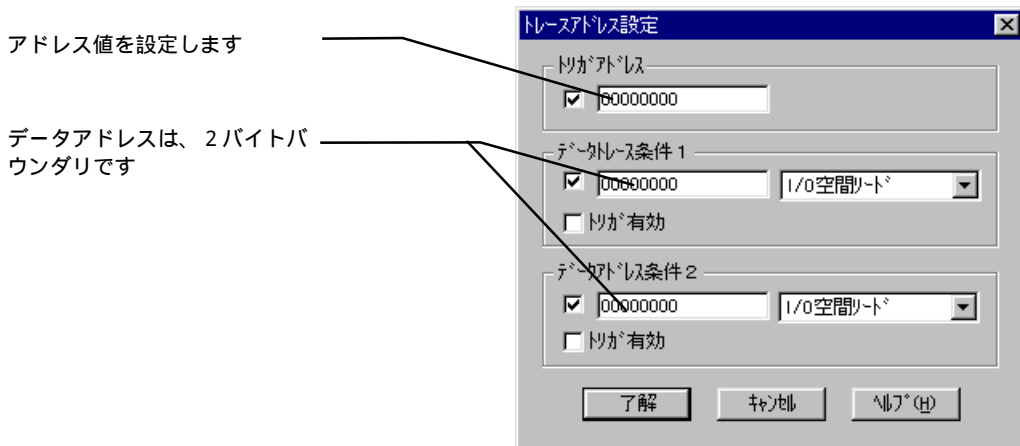 アドレス値を設定します
データアドレスは、２バイトバ
ウンダリです
ﾄﾚｰｽｱﾄﾞﾚｽ設定
ﾄﾘｶﾞｱﾄﾞﾚｽ
00000000
ﾃﾞｰﾀﾄﾚｰｽ条件１
00000000 I/O空間ﾘｰﾄﾞ
ﾄﾘｶﾞ有効
ﾃﾞｰﾀｱﾄﾞﾚｽ条件２
00000000 I/O空間ﾘｰﾄﾞ
ﾄﾘｶﾞ有効
了解 ｷｬﾝｾﾙ ﾍﾙﾌﾟ(H)